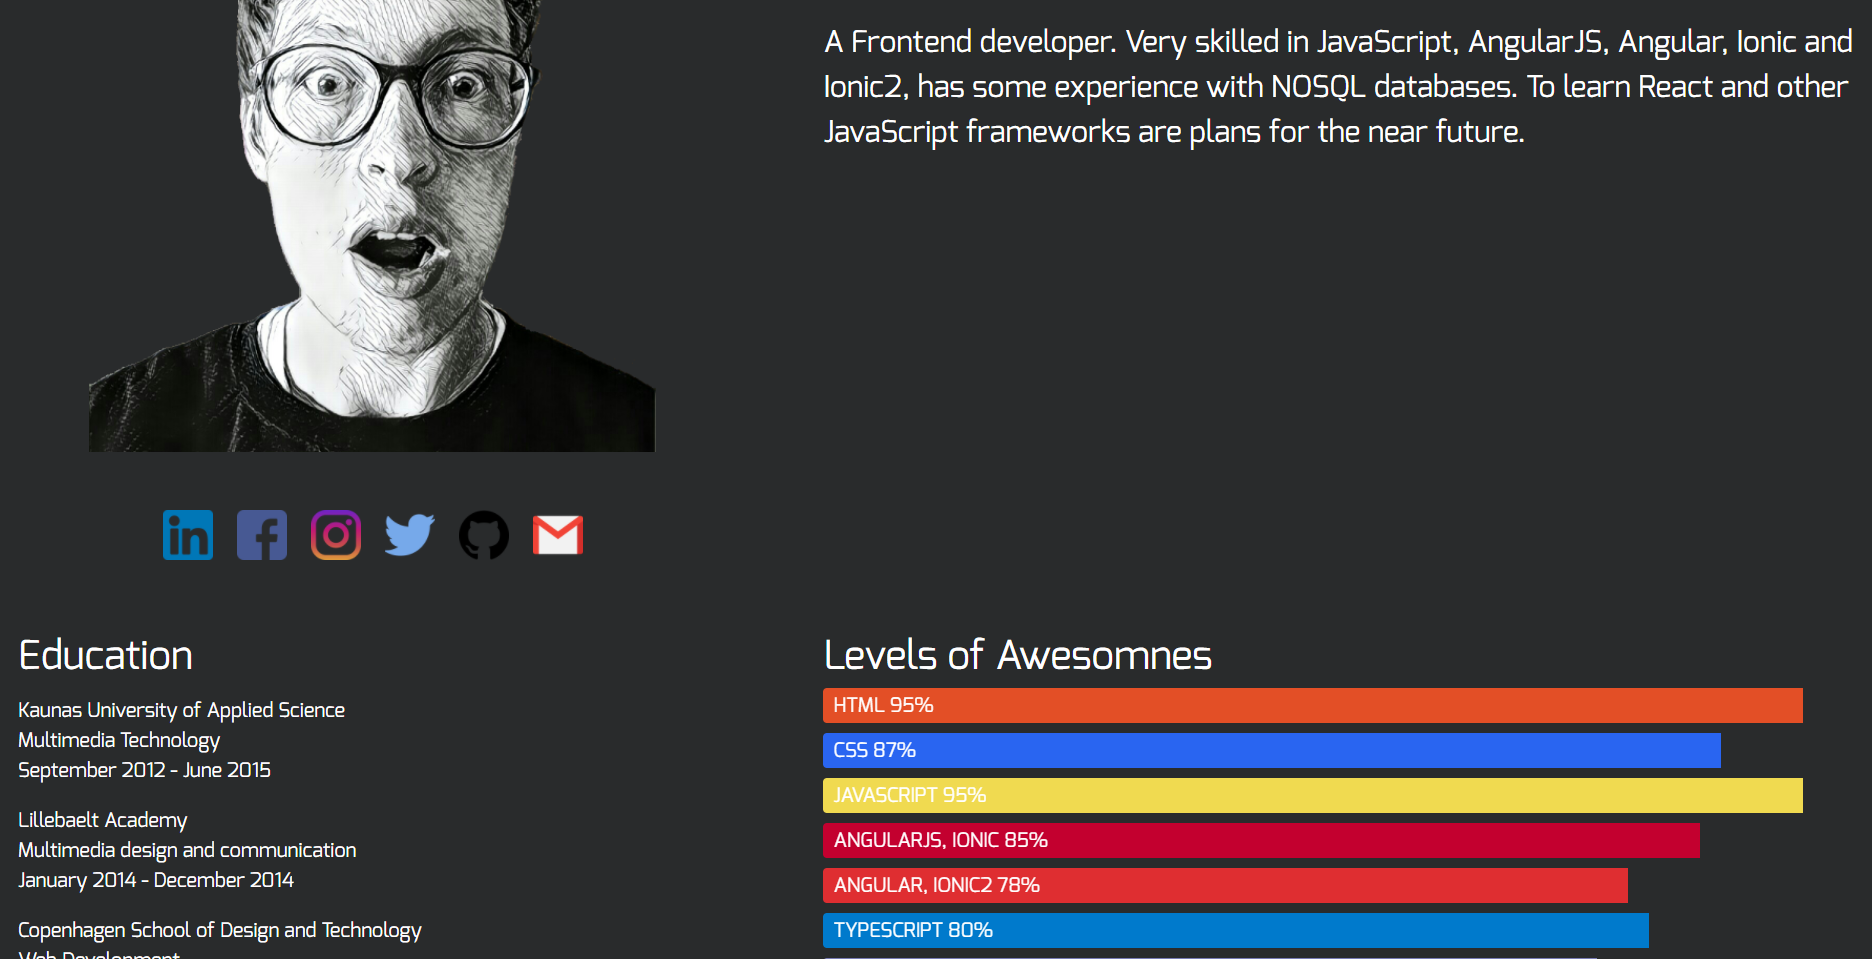 A Frontend developer. Very skilled in JavaScript, AngularJS, Angular, Ionic and
Ionic2, has some experience with NOSQL databases. To learn React and other
JavaScript frameworks are plans for the near future.
in
f
Education
Kaunas University of Applied Science
Multimedia Technology
September 2012 - June 2015
Lillebaelt Academy
Multimedia design and communication
January 2014 - December 2014
Copenhagen School of Design and Technology
Web Development
Levels of Awesomnes
HTML 95%
CSS 87%
JAVASCRIPT 95%
ANGULARJS, IONIC 85%
ANGULAR, IONIC2 78%
TYPESCRIPT 80%